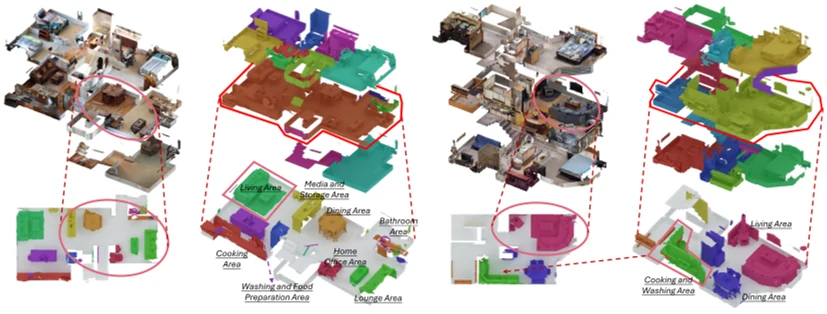 Living Area
Media and
Storage Area
Dining Area
Bathroom
Area
Cooking
Area
Home
Office Area
Washing and Food
Preparation Area
Lounge Area
Living Area
Cooking and
Washing Area
Dining Area